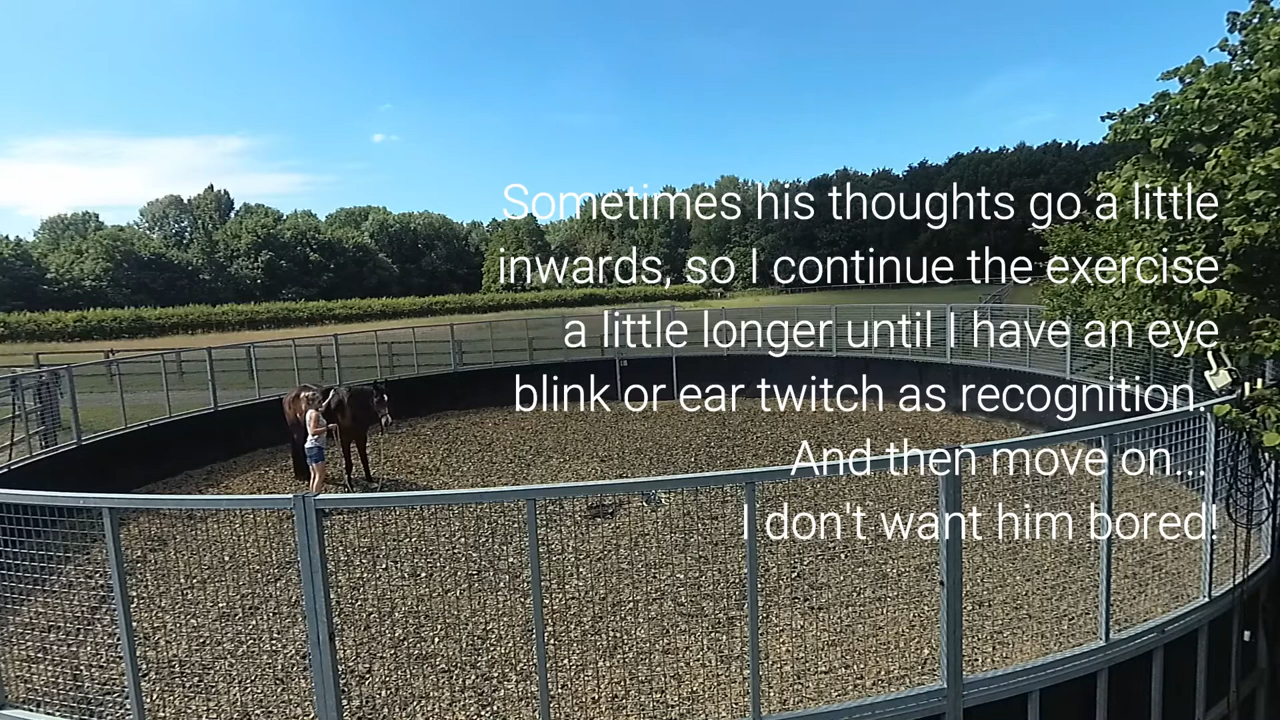 Sometimes his thoughts go a little
inwards, so I continue the exercise
a little longer until I have an eye
blink or ear twitch as recognition.
And then move on...
I don't want him bored!